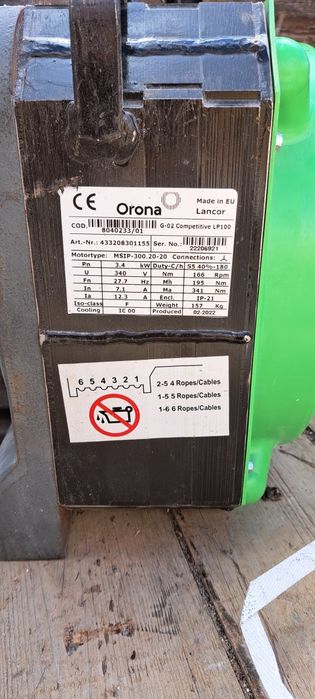 CE Orona Made in EU
Lancor
COD. 8040233/01 G-02 Competitive LP100
Art.-Nr.: 433208301155 Ser. No.: 22206921
Motortype: MSIP-300.20-20 Connections: 人
Pn 3.4 kW Duty-C/h S5 40%-180
U 340 V Nm 166 Rpm
Fn 27.7 Hz Mh 195 Nm
In 7.1 A Ma 341 Nm
Ia 12.3 A Encl. IP-21
Iso-class F Weight 157 Kg
Cooling IC 00 Produced 02-2022
6 5 4 3 2 1
2-5 4 Ropes/Cables
1-5 5 Ropes/Cables
1-6 6 Ropes/Cables